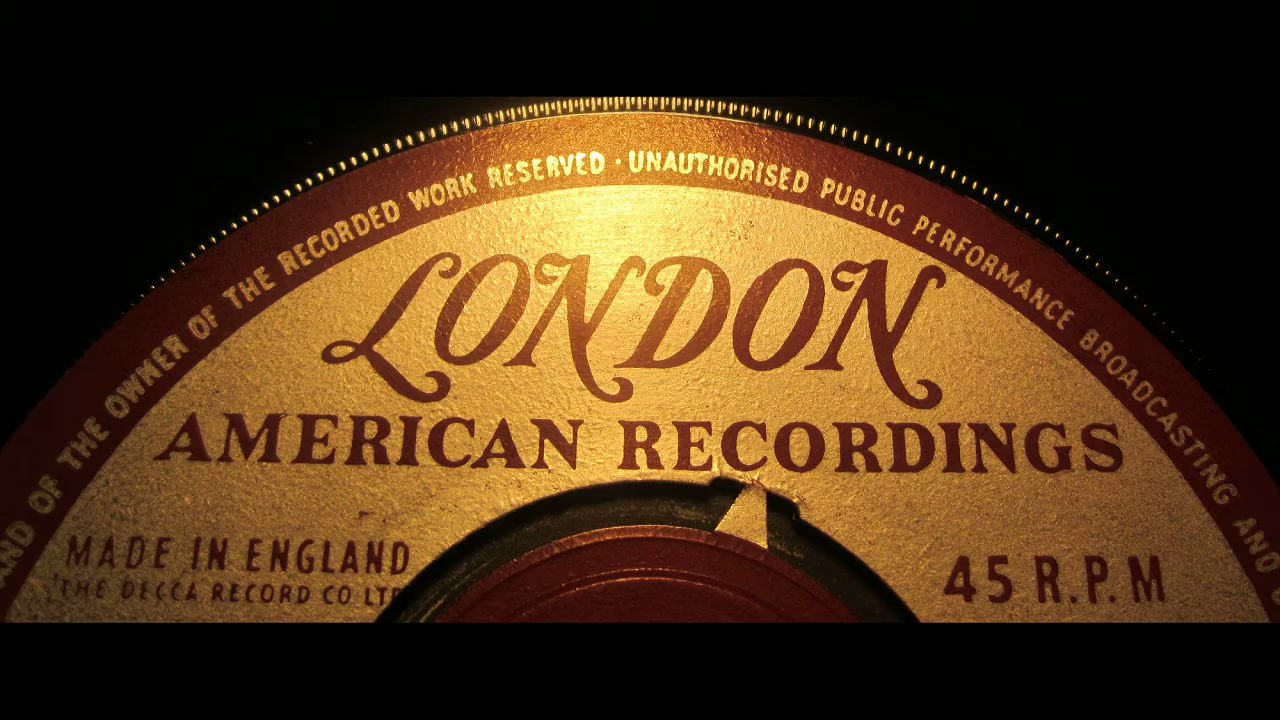 AND OF THE OWNER OF THE RECORDED WORK RESERVED · UNAUTHORISED PUBLIC PERFORMANCE BROADCASTING AND
LONDON
AMERICAN RECORDINGS
MADE IN ENGLAND
THE DECCA RECORD CO LTD
45 R.P.M